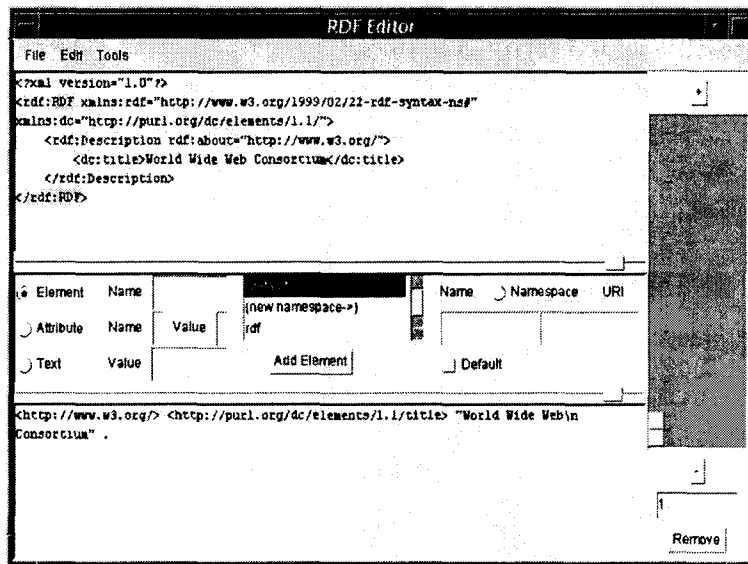 RDF Editor
File Edit Tools
<?xml version="1.0"?>
<rdf:RDF xmlns:rdf="http://www.w3.org/1999/02/22-rdf-syntax-ns#"
xmlns:dc="http://purl.org/dc/elements/1.1/">
<rdf:Description rdf:about="http://www.w3.org/">
<dc:title>World Wide Web Consortium</dc:title>
</rdf:Description>
</rdf:RDF>
+
Element Name
(new namespace->)
rdf
Name Namespace URI
Attribute Name Value
Text Value Add Element Default
<http://www.w3.org/> <http://purl.org/dc/elements/1.1/title> "World Wide Web\n
Consortium" .
-
1
Remove